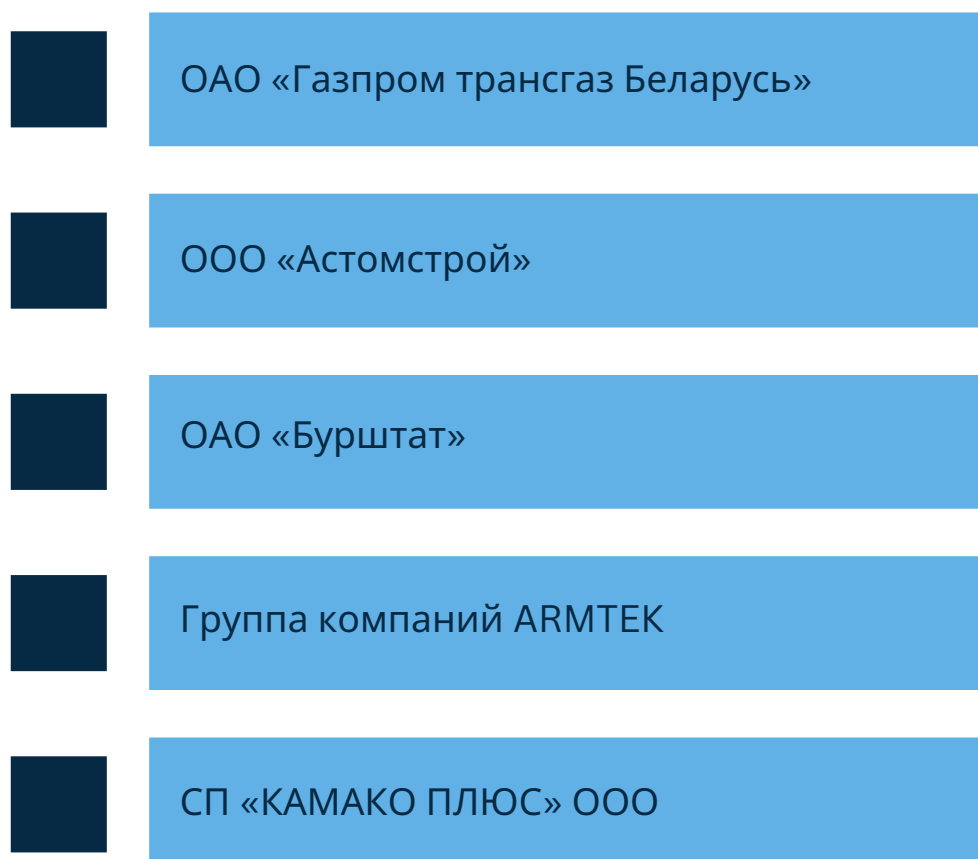 ОАО «Газпром трансгаз Беларусь»
ООО «Астомстрой»
ОАО «Бурштат»
Группа компаний ARMTEK
СП «КАМАКО ПЛЮС» ООО